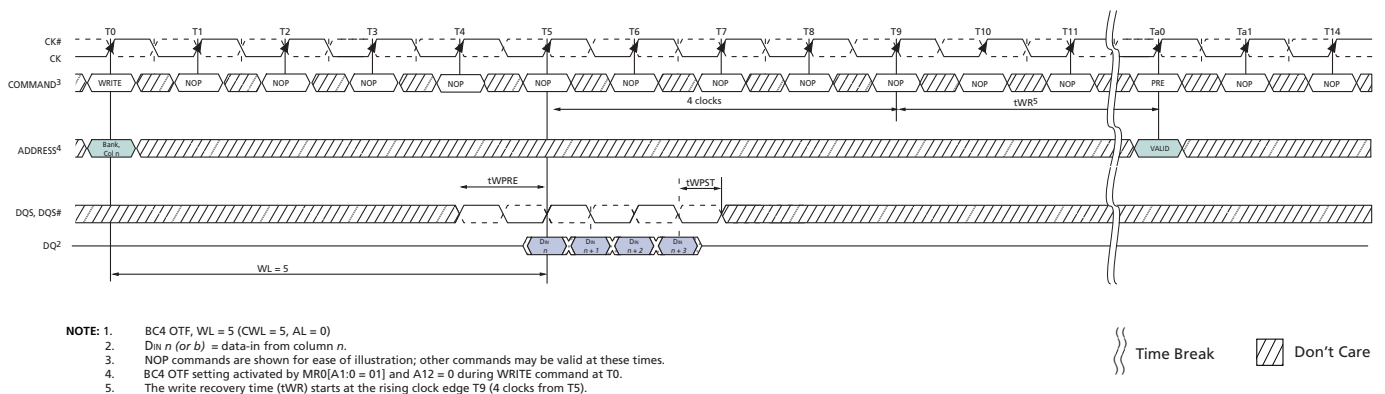 T0 T1 T2 T3 T4 T5 T6 T7 T8 T9 T10 T11 Ta0 Ta1 T14
CK#
CK
COMMAND3 WRITE NOP NOP NOP NOP NOP NOP NOP NOP NOP NOP NOP PRE NOP NOP
4 clocks tWR5
ADDRESS4 Bank, Col n VALID
tWPRE tWPST
DQS, DQS#
DQ2 DIN n DIN n + 1 DIN n + 2 DIN n + 3
WL = 5
NOTE: 1. BC4 OTF, WL = 5 (CWL = 5, AL = 0)
2. DIN n (or b) = data-in from column n.
3. NOP commands are shown for ease of illustration; other commands may be valid at these times.
4. BC4 OTF setting activated by MR0[A1:0 = 01] and A12 = 0 during WRITE command at T0.
5. The write recovery time (tWR) starts at the rising clock edge T9 (4 clocks from T5).
Time Break Don't Care